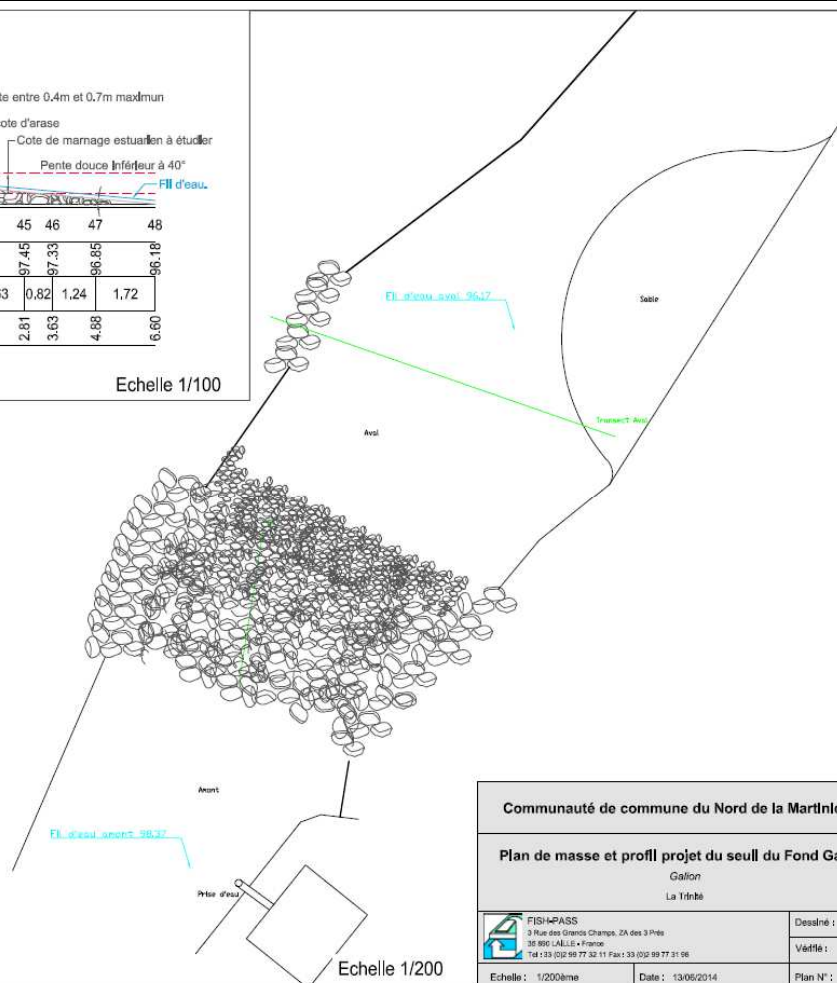 te entre 0.4m et 0.7m maximun
cote d'arase
Cote de marnage estuarien à étudier
Pente douce inférieur à 40°
Fil d'eau.
45 46 47 48
97.45 97.33 96.85 96.18
63 0.82 1.24 1.72
2.81 3.63 4.88 6.60
Echelle 1/100
Fil d'eau aval 96.17
Sable
Transect Aval
Aval
Amont
Fil d'eau amont 98.37
Prise d'eau
Echelle 1/200
Communauté de commune du Nord de la Martinic
Plan de masse et profil projet du seuil du Fond Ga
Galion
La Trinité
FISH-PASS
3 Rue des Grands Champs, ZA des 3 Prés
35 890 LAILLE • France
Tel : 33 (0)2 99 77 32 11 Fax : 33 (0)2 99 77 31 98
Dessiné :
Vérifié :
Echelle : 1/200ème
Date : 13/06/2014
Plan N° :